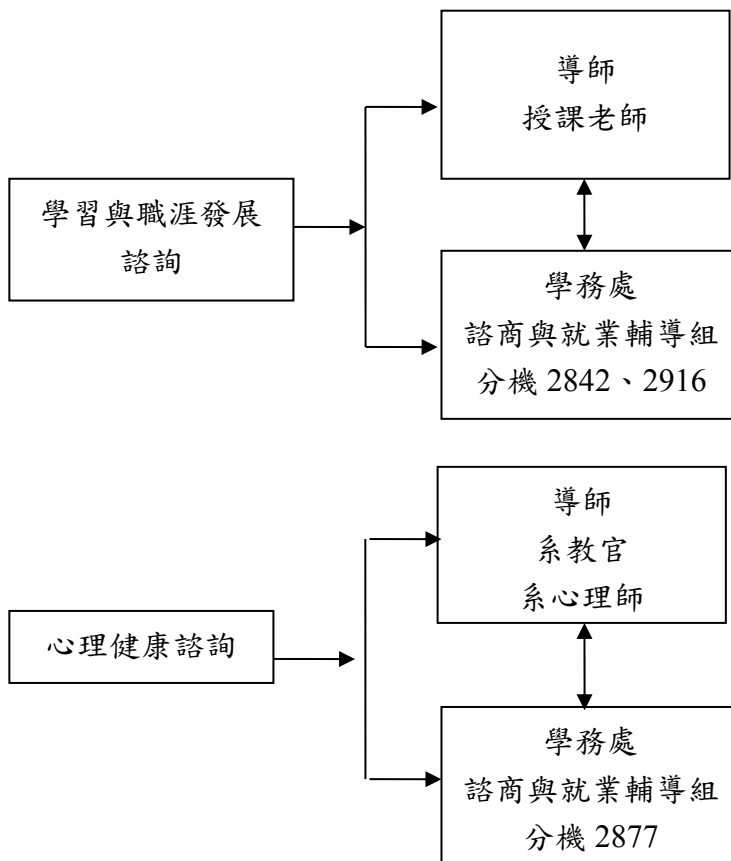 導師
授課老師
學習與職涯發展
諮詢
學務處
諮商與就業輔導組
分機 2842、2916
導師
系教官
系心理師
心理健康諮詢
學務處
諮商與就業輔導組
分機 2877